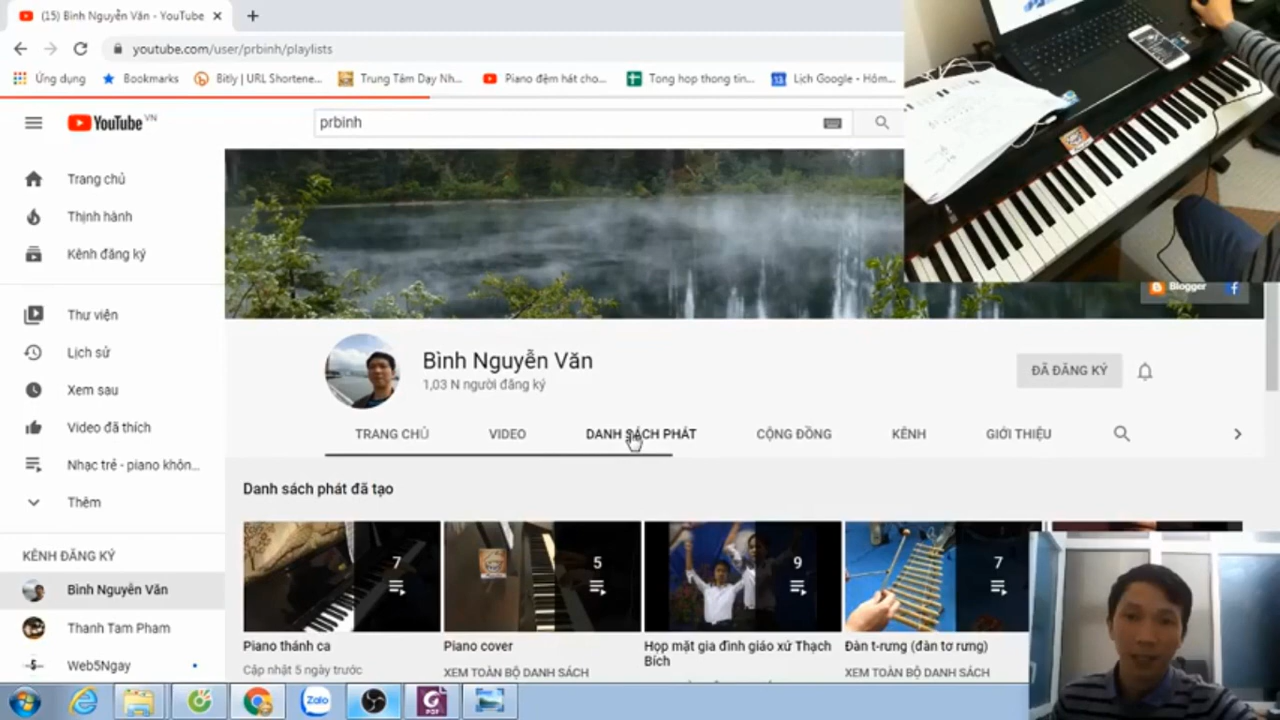 (15) Bình Nguyễn Văn - YouTube
youtube.com/user/prbinh/playlists
Ứng dụng
Bookmarks
Bitly | URL Shortene...
Trung Tâm Dạy Nh...
Piano đệm hát cho...
Tong hop thong tin...
Lịch Google - Hôm...
YouTube VN
prbinh
Trang chủ
Thịnh hành
Kênh đăng ký
Blogger
Thư viện
Lịch sử
Xem sau
Video đã thích
Nhạc trẻ - piano khôn...
Thêm
Bình Nguyễn Văn
1,03 N người đăng ký
ĐÃ ĐĂNG KÝ
TRANG CHỦ
VIDEO
DANH SÁCH PHÁT
CỘNG ĐỒNG
KÊNH
GIỚI THIỆU
Danh sách phát đã tạo
7
5
9
7
KÊNH ĐĂNG KÝ
Bình Nguyễn Văn
Thanh Tam Phạm
Web5Ngay
Piano thánh ca
Cập nhật 5 ngày trước
Piano cover
XEM TOÀN BỘ DANH SÁCH
Họp mặt gia đình giáo xứ Thạch
Bích
Đàn t-rưng (đàn tơ rưng)
XEM TOÀN BỘ DANH SÁCH
Zalo
PDF